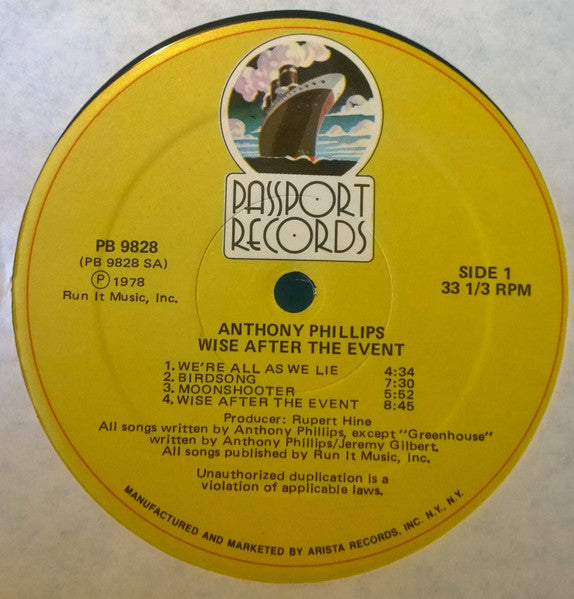 PASSPORT
RECORDS
PB 9828
(PB 9828 SA)
Ⓟ 1978
Run It Music, Inc.
SIDE 1
33 1/3 RPM
ANTHONY PHILLIPS
WISE AFTER THE EVENT
1. WE'RE ALL AS WE LIE 4:34
2. BIRDSONG 7:30
3. MOONSHOOTER 5:52
4. WISE AFTER THE EVENT 8:45
Producer: Rupert Hine
All songs written by Anthony Phillips, except "Greenhouse"
written by Anthony Phillips/Jeremy Gilbert.
All songs published by Run It Music, Inc.
Unauthorized duplication is a
violation of applicable laws.
MANUFACTURED AND MARKETED BY ARISTA RECORDS, INC. N.Y., N.Y.